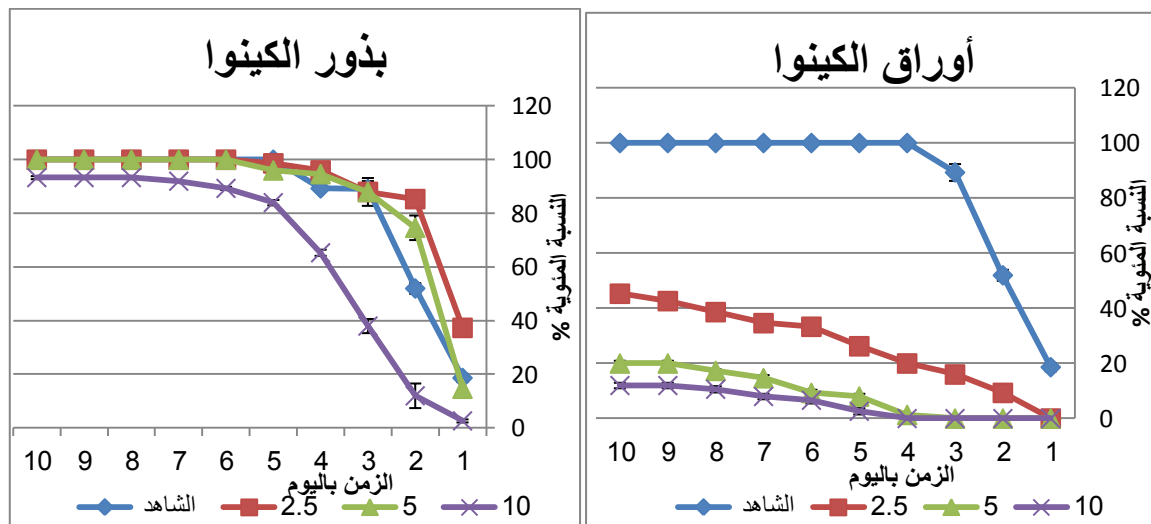 أوراق الكينوا
120
100
80
60
40
20
0
النسبة المئوية %
10 9 8 7 6 5 4 3 2 1
الزمن باليوم
الشاهد 2.5 5 10
بذور الكينوا
120
100
80
60
40
20
0
النسبة المئوية %
10 9 8 7 6 5 4 3 2 1
الزمن باليوم
الشاهد 2.5 5 10